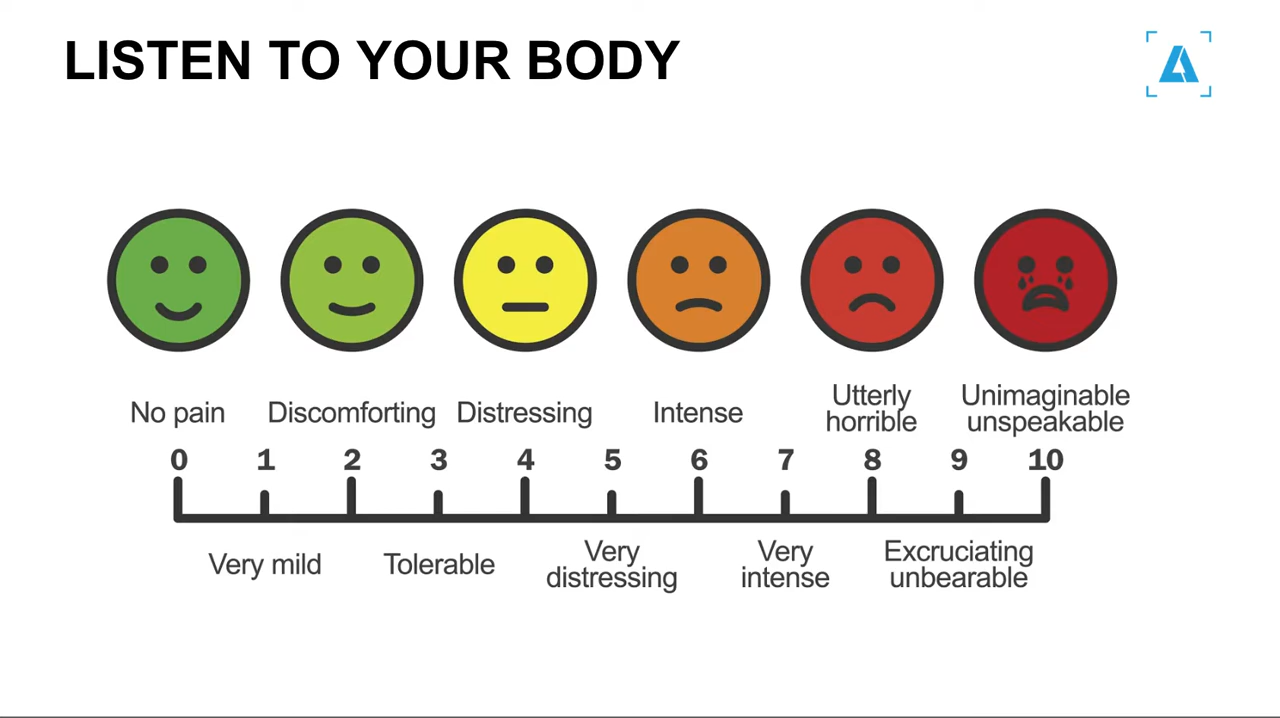 LISTEN TO YOUR BODY
No pain Discomforting Distressing Intense Utterly horrible Unimaginable unspeakable
0 1 2 3 4 5 6 7 8 9 10
Very mild Tolerable Very distressing Very intense Excruciating unbearable